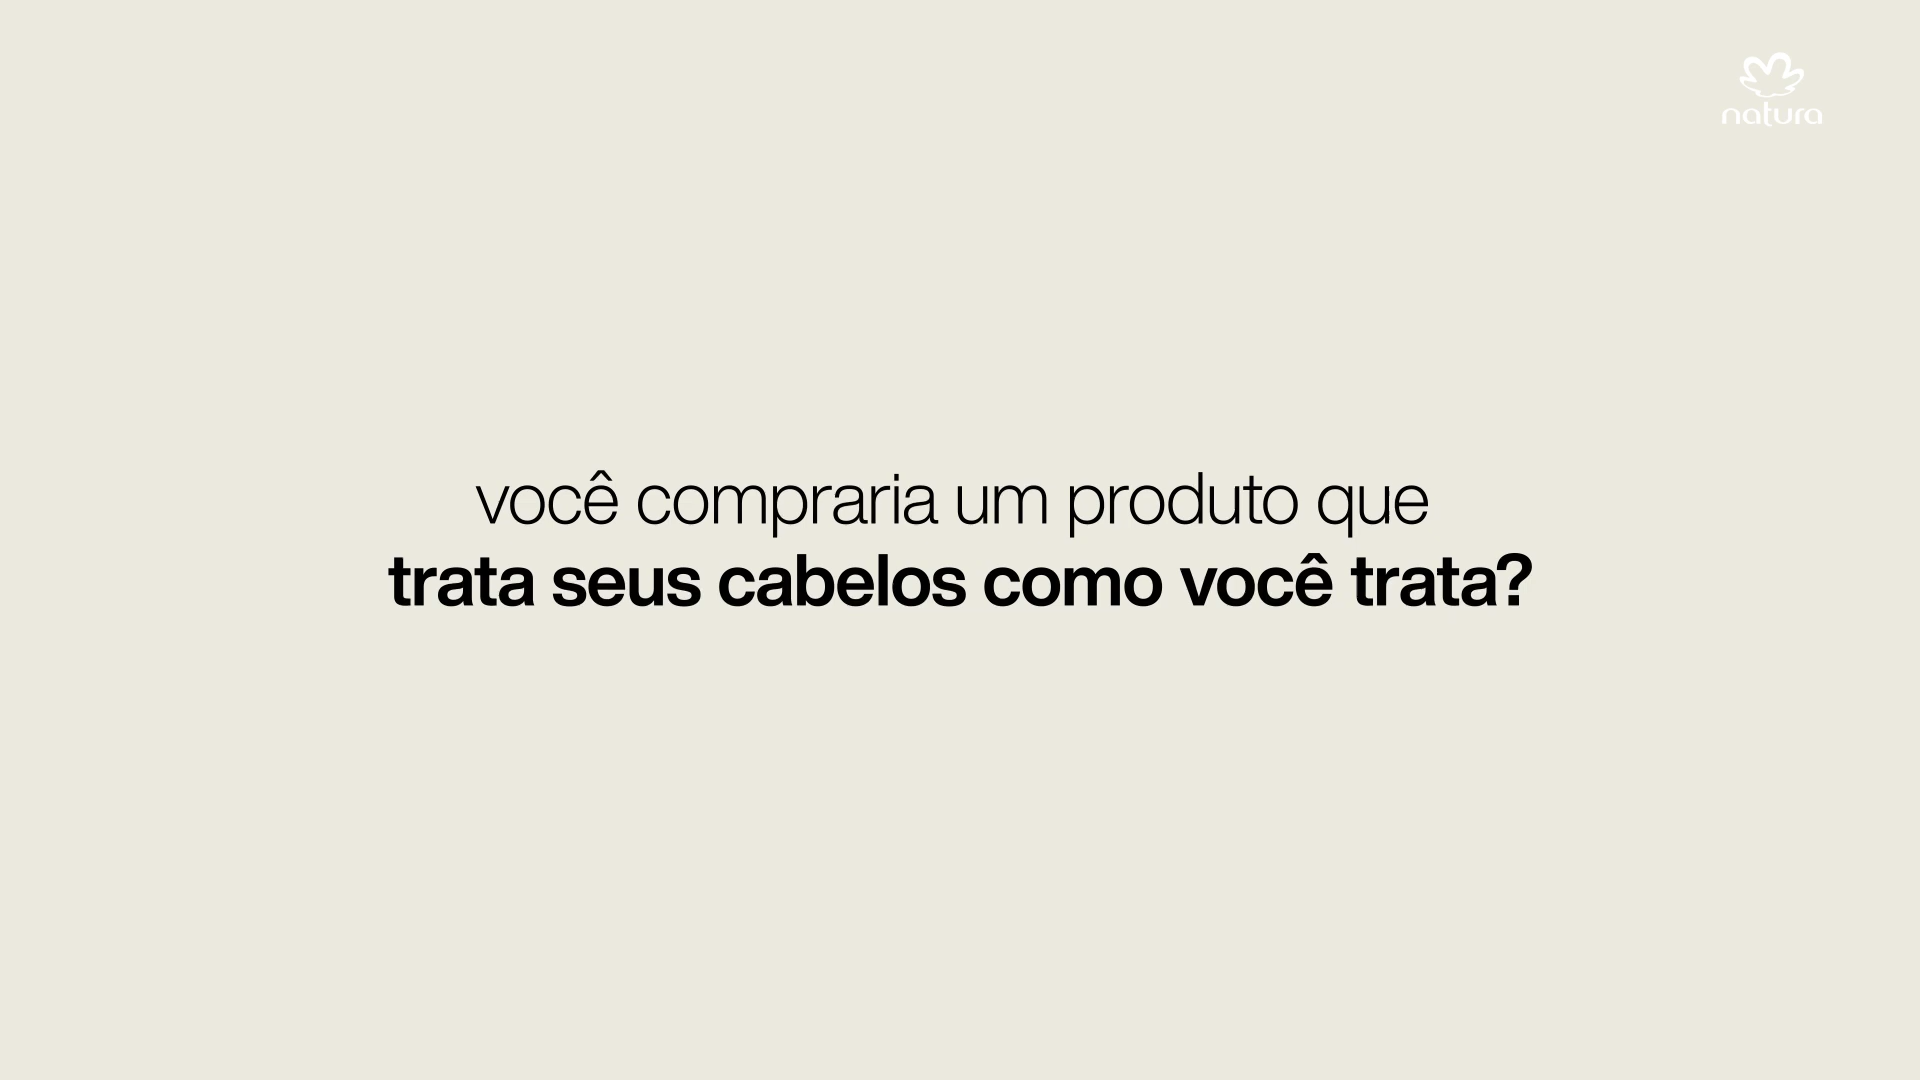 natura
você compraria um produto que
trata seus cabelos como você trata?